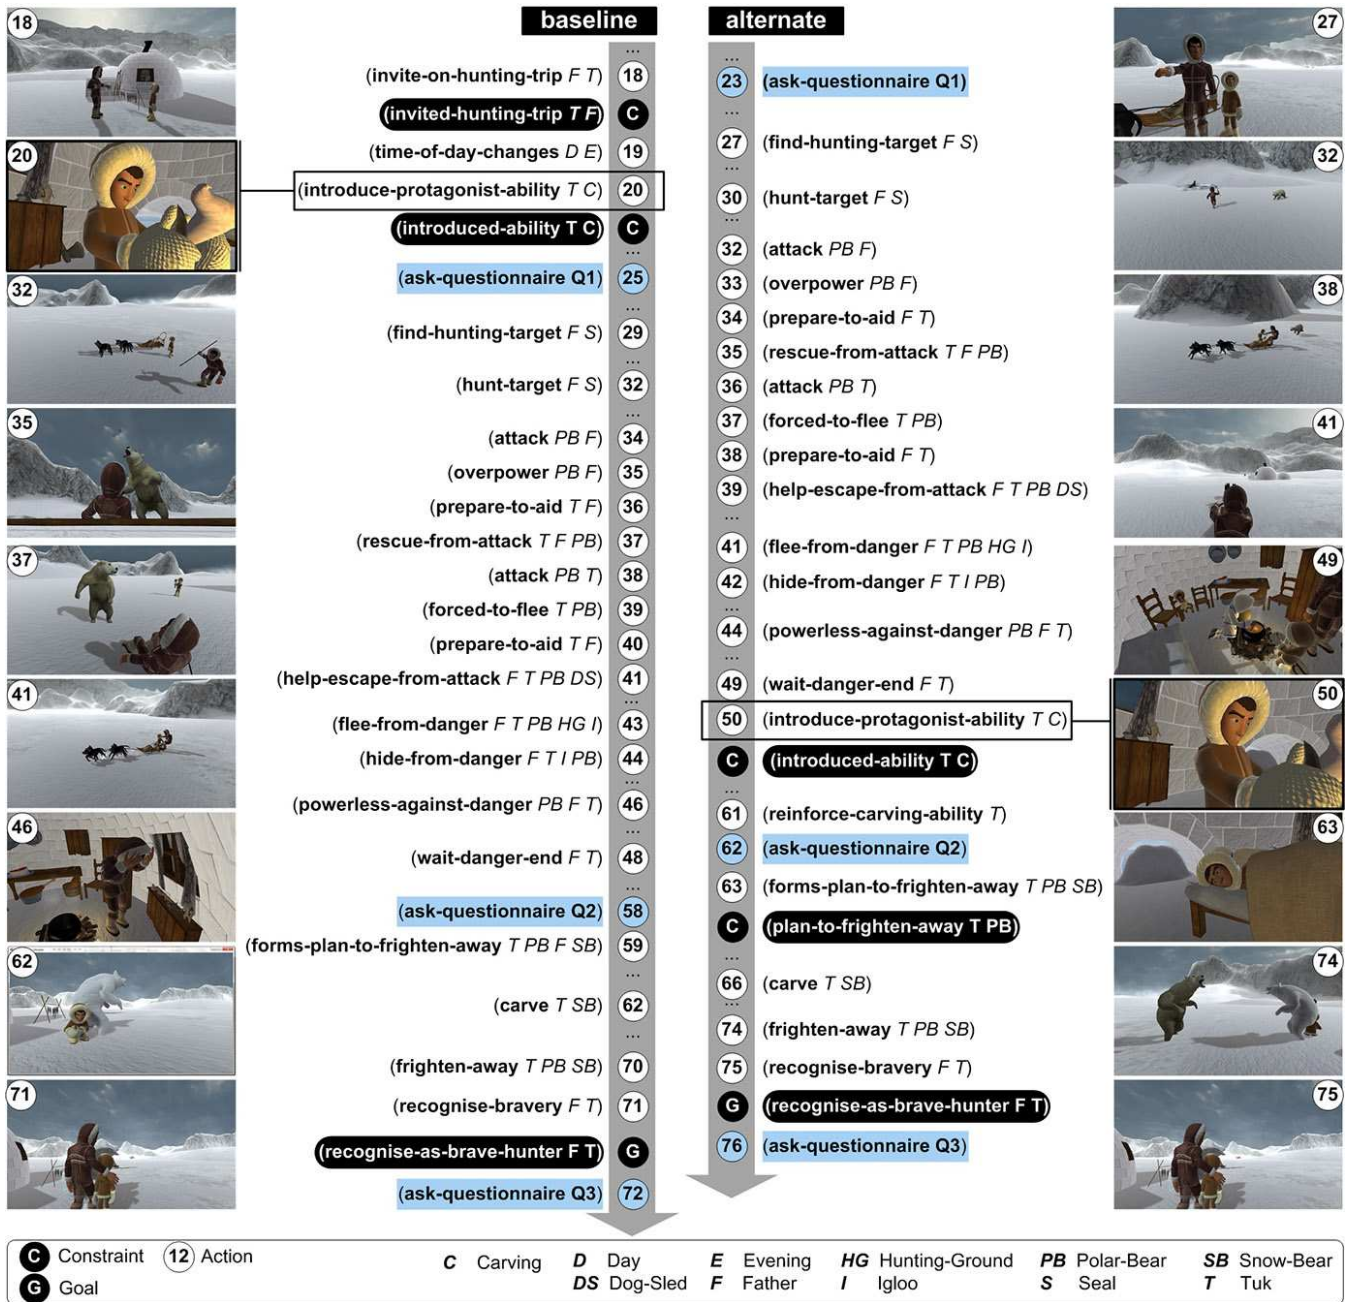 baseline
...
(invite-on-hunting-trip F T) 18
(invited-hunting-trip T F) C
(time-of-day-changes D E) 19
(introduce-protagonist-ability T C) 20
(introduced-ability T C) C
...
(ask-questionnaire Q1) 25
...
(find-hunting-target F S) 29
...
(hunt-target F S) 32
...
(attack PB F) 34
(overpower PB F) 35
(prepare-to-aid T F) 36
(rescue-from-attack T F PB) 37
(attack PB T) 38
(forced-to-flee T PB) 39
(prepare-to-aid T F) 40
(help-escape-from-attack F T PB DS) 41
...
(flee-from-danger F T PB HG I) 43
(hide-from-danger F T I PB) 44
...
(powerless-against-danger PB F T) 46
...
(wait-danger-end F T) 48
...
(ask-questionnaire Q2) 58
(forms-plan-to-frighten-away T PB F SB) 59
...
(carve T SB) 62
...
(frighten-away T PB SB) 70
(recognise-bravery F T) 71
(recognise-as-brave-hunter F T) G
(ask-questionnaire Q3) 72
18
20
32
35
37
41
46
62
71
alternate
...
23 (ask-questionnaire Q1)
...
27 (find-hunting-target F S)
...
30 (hunt-target F S)
...
32 (attack PB F)
33 (overpower PB F)
34 (prepare-to-aid F T)
35 (rescue-from-attack T F PB)
36 (attack PB T)
37 (forced-to-flee T PB)
38 (prepare-to-aid F T)
39 (help-escape-from-attack F T PB DS)
...
41 (flee-from-danger F T PB HG I)
42 (hide-from-danger F T I PB)
...
44 (powerless-against-danger PB F T)
...
49 (wait-danger-end F T)
50 (introduce-protagonist-ability T C)
C (introduced-ability T C)
...
61 (reinforce-carving-ability T)
62 (ask-questionnaire Q2)
63 (forms-plan-to-frighten-away T PB SB)
C (plan-to-frighten-away T PB)
...
66 (carve T SB)
...
74 (frighten-away T PB SB)
75 (recognise-bravery F T)
G (recognise-as-brave-hunter F T)
76 (ask-questionnaire Q3)
27
32
38
41
49
50
63
74
75
C Constraint 12 Action
G Goal
C Carving D Day E Evening HG Hunting-Ground PB Polar-Bear SB Snow-Bear
DS Dog-Sled F Father I Igloo S Seal T Tuk